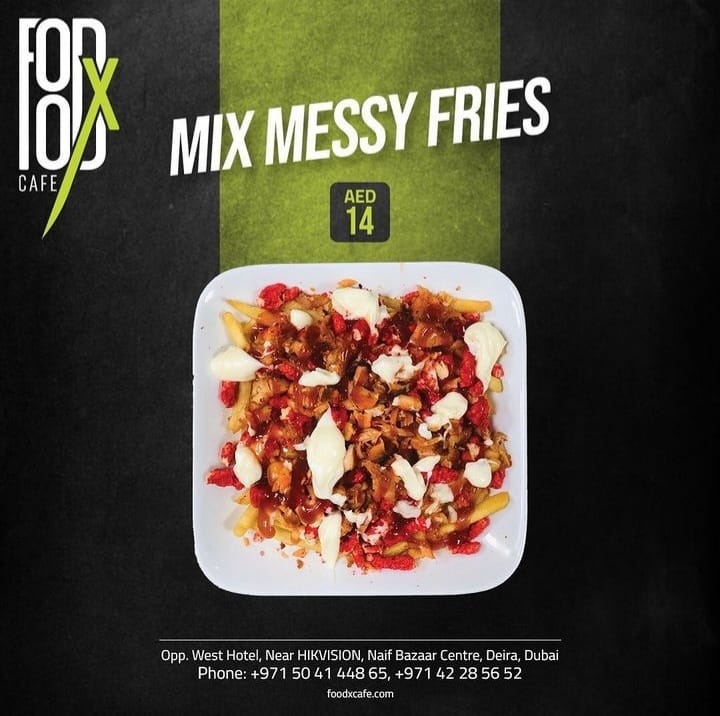 FOOD X
CAFE
MIX MESSY FRIES
AED
14
Opp. West Hotel, Near HIKVISION, Naif Bazaar Centre, Deira, Dubai
Phone: +971 50 41 448 65, +971 42 28 56 52
foodxcafe.com